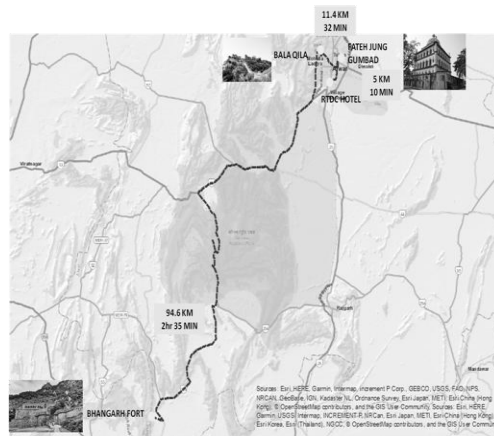 11.4 KM
32 MIN
BALA QILA
FATEH JUNG
GUMBAD
5 KM
10 MIN
RTDC HOTEL
94.6 KM
2hr 35 MIN
BHANGARH FORT
Rajgarh
Sources: Esri, HERE, Garmin, Intermap, increment P Corp., GEBCO, USGS, FAO, NPS,
NRCAN, GeoBase, IGN, Kadaster NL, Ordnance Survey, Esri Japan, METI, Esri China (Hong
Kong), © OpenStreetMap contributors, and the GIS User Community, Sources: Esri, HERE,
Garmin, USGS, Intermap, INCREMENT P, NRCan, Esri Japan, METI, Esri China (Hong Kong),
Esri Korea, Esri (Thailand), NGCC, © OpenStreetMap contributors, and the GIS User Commu